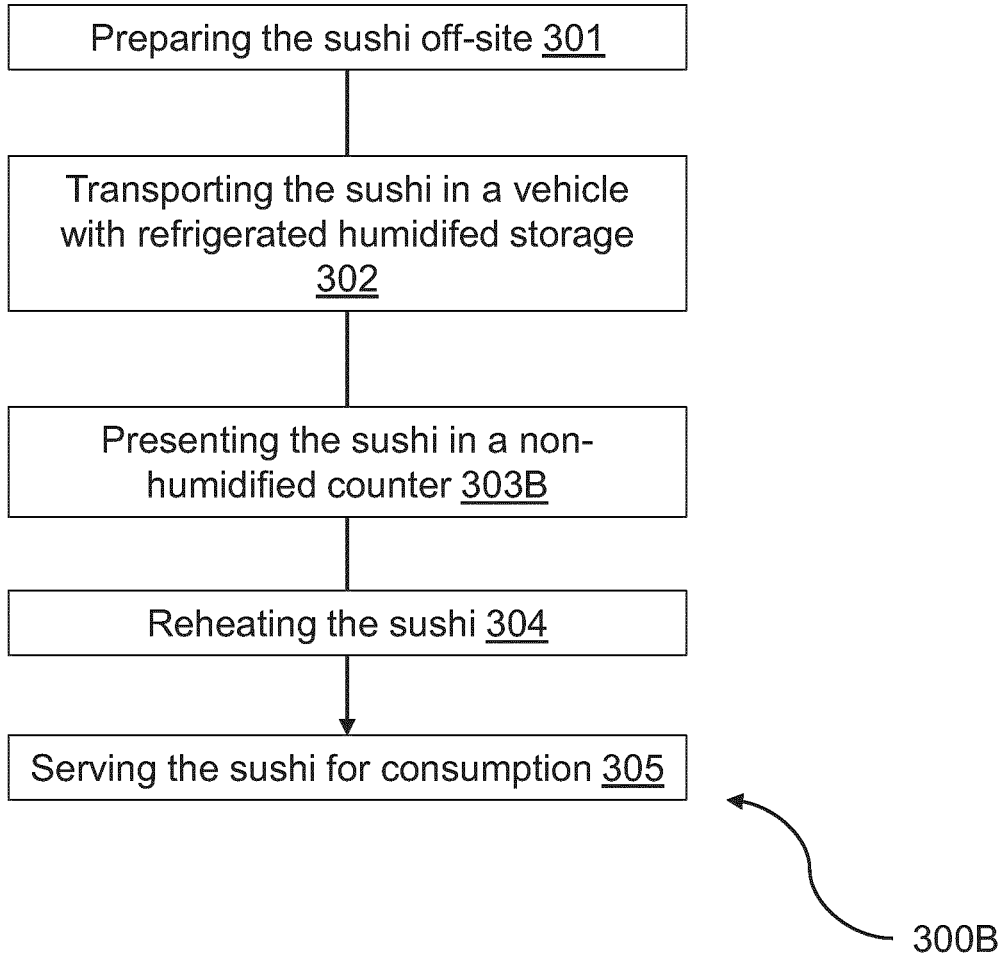 Preparing the sushi off-site 301
Transporting the sushi in a vehicle
with refrigerated humidifed storage
302
Presenting the sushi in a non-
humidified counter 303B
Reheating the sushi 304
Serving the sushi for consumption 305
300B